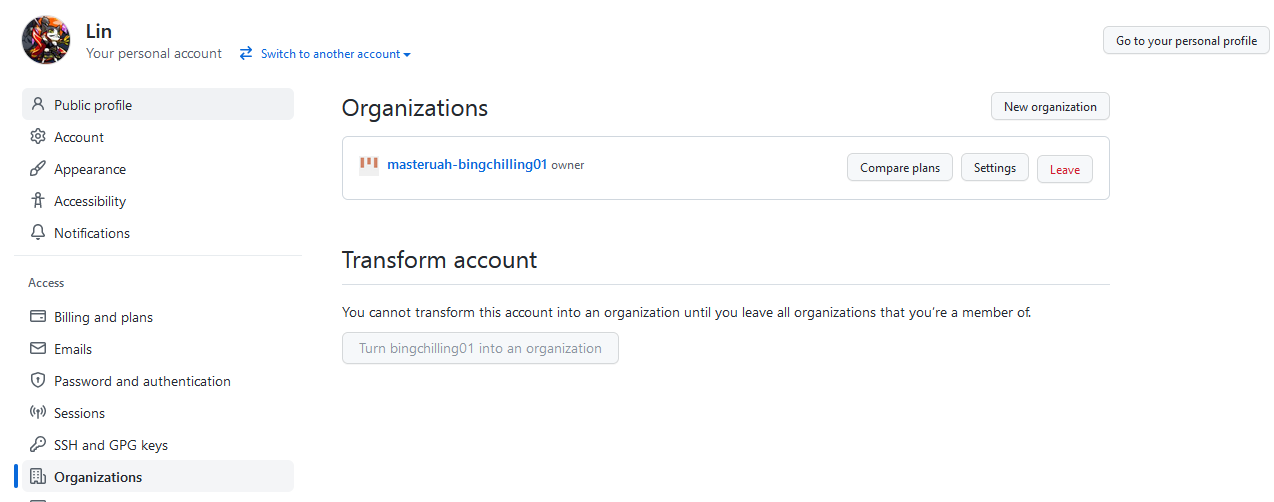 Lin
Your personal account
Switch to another account
Go to your personal profile
Public profile
Account
Appearance
Accessibility
Notifications
Access
Billing and plans
Emails
Password and authentication
Sessions
SSH and GPG keys
Organizations
Organizations
New organization
masteruah-bingchilling01 owner
Compare plans
Settings
Leave
Transform account
You cannot transform this account into an organization until you leave all organizations that you’re a member of.
Turn bingchilling01 into an organization